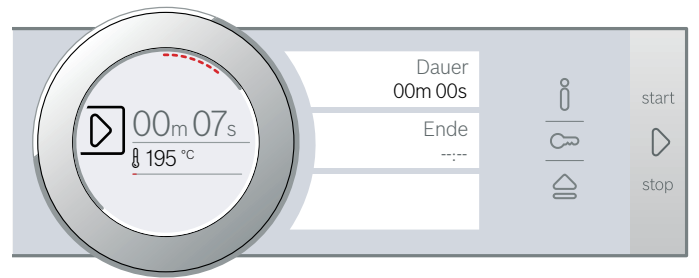 00m 07s
195 °C
Dauer
00m 00s
Ende
--:--
start
stop